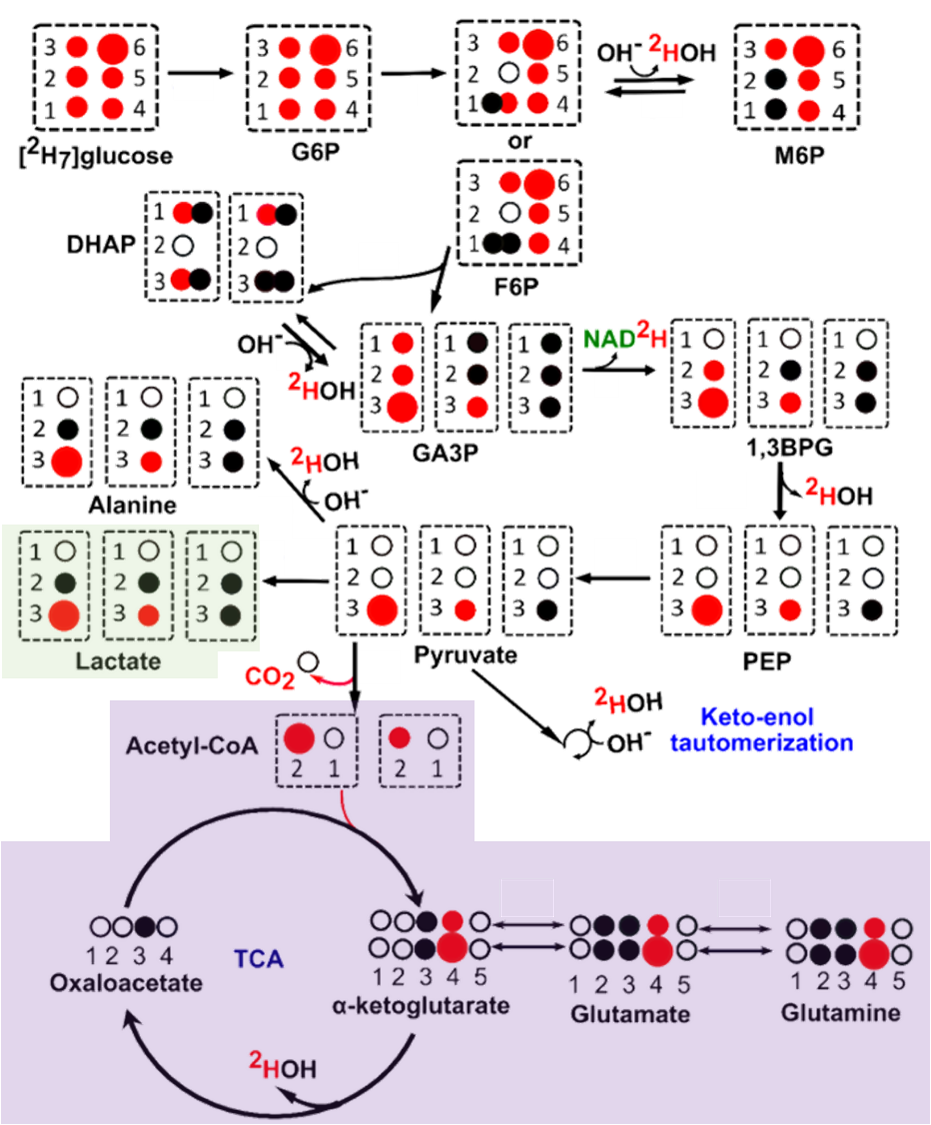 3 6
2 5
1 4
[²H7]glucose
3 6
2 5
1 4
G6P
3 6
2 5
1 4
or
OH⁻ ²HOH
3 6
2 5
1 4
M6P
3 6
2 5
1 4
F6P
DHAP
1
2
3
1
2
3
OH⁻
²HOH
1
2
3
1
2
3
1
2
3
GA3P
NAD²H
1
2
3
1
2
3
1
2
3
1,3BPG
²HOH
1
2
3
1
2
3
1
2
3
Alanine
²HOH
OH⁻
1
2
3
1
2
3
1
2
3
Lactate
1
2
3
1
2
3
1
2
3
Pyruvate
1
2
3
1
2
3
1
2
3
PEP
CO2
²HOH
OH⁻
Keto-enol
tautomerization
Acetyl-CoA
2 1
2 1
1 2 3 4
Oxaloacetate
TCA
1 2 3 4 5
α-ketoglutarate
1 2 3 4 5
Glutamate
1 2 3 4 5
Glutamine
²HOH